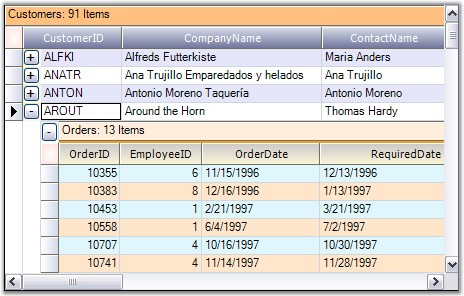 Customers: 91 Items
CustomerID CompanyName ContactName
+ ALFKI Alfreds Futterkiste Maria Anders
+ ANATR Ana Trujillo Emparedados y helados Ana Trujillo
+ ANTON Antonio Moreno Taquería Antonio Moreno
- AROUT Around the Horn Thomas Hardy
- Orders: 13 Items
OrderID EmployeeID OrderDate RequiredDate
10355 6 11/15/1996 12/13/1996
10383 8 12/16/1996 1/13/1997
10453 1 2/21/1997 3/21/1997
10558 1 6/4/1997 7/2/1997
10707 4 10/16/1997 10/30/1997
10741 4 11/14/1997 11/28/1997